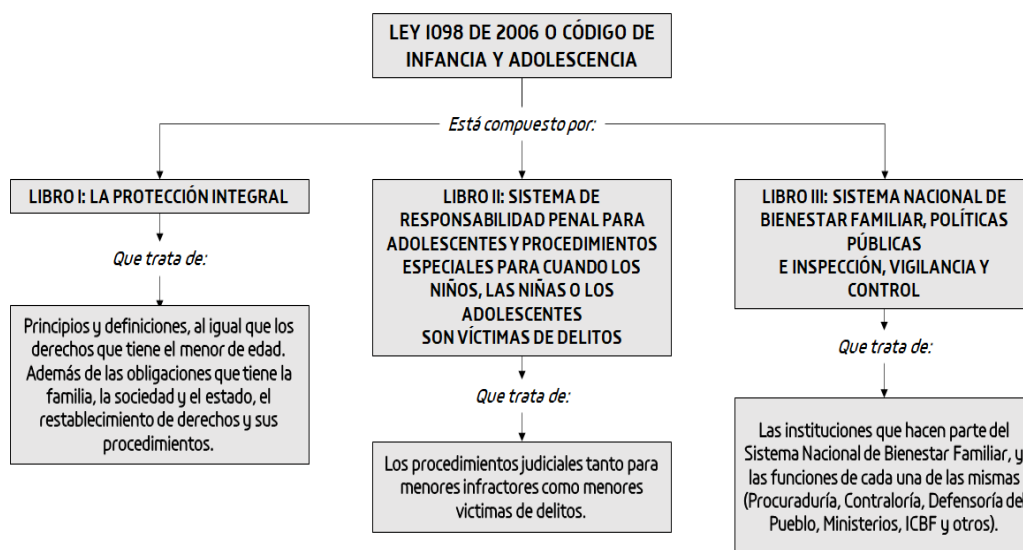 LEY 1098 DE 2006 O CÓDIGO DE
INFANCIA Y ADOLESCENCIA
Está compuesto por:
LIBRO I: LA PROTECCIÓN INTEGRAL
Que trata de:
Principios y definiciones, al igual que los
derechos que tiene el menor de edad.
Además de las obligaciones que tiene la
familia, la sociedad y el estado, el
restablecimiento de derechos y sus
procedimientos.
LIBRO II: SISTEMA DE
RESPONSABILIDAD PENAL PARA
ADOLESCENTES Y PROCEDIMIENTOS
ESPECIALES PARA CUANDO LOS
NIÑOS, LAS NIÑAS O LOS
ADOLESCENTES
SON VÍCTIMAS DE DELITOS
Que trata de:
Los procedimientos judiciales tanto para
menores infractores como menores
victimas de delitos.
LIBRO III: SISTEMA NACIONAL DE
BIENESTAR FAMILIAR, POLÍTICAS
PÚBLICAS
E INSPECCIÓN, VIGILANCIA Y
CONTROL
Que trata de:
Las instituciones que hacen parte del
Sistema Nacional de Bienestar Familiar, y
las funciones de cada una de las mismas
(Procuraduría, Contraloría, Defensoría del
Pueblo, Ministerios, ICBF y otros).